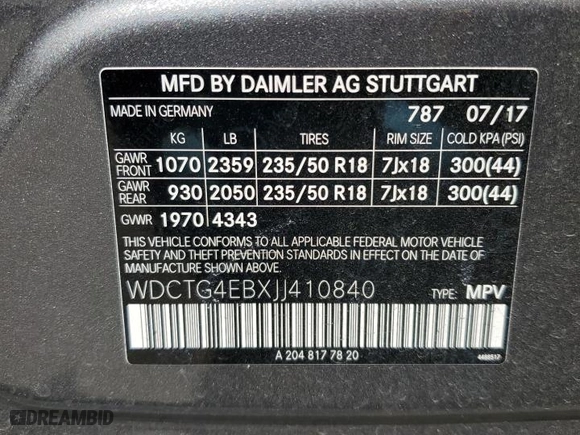 MFD BY DAIMLER AG STUTTGART
MADE IN GERMANY 787 07/17
KG LB TIRES RIM SIZE COLD KPA (PSI)
GAWR FRONT 1070 2359 235/50 R18 7Jx18 300(44)
GAWR REAR 930 2050 235/50 R18 7Jx18 300(44)
GVWR 1970 4343
THIS VEHICLE CONFORMS TO ALL APPLICABLE FEDERAL MOTOR VEHICLE
SAFETY AND THEFT PREVENTION STANDARDS IN EFFECT ON THE DATE
OF MANUFACTURE SHOWN ABOVE.
WDCTG4EBXJJ410840 TYPE: MPV
A 204 817 78 20
DREAMBID